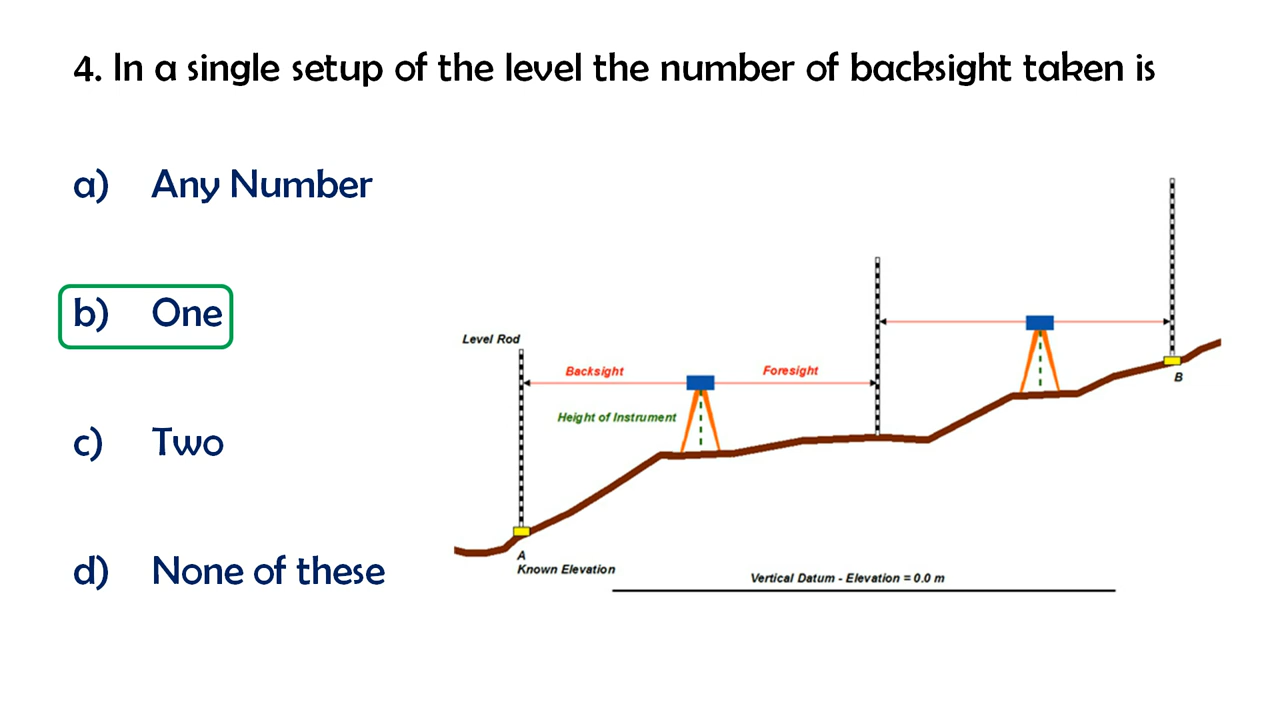 4. In a single setup of the level the number of backsight taken is
a) Any Number
b) One
c) Two
d) None of these
Level Rod
Backsight
Foresight
Height of Instrument
A
Known Elevation
B
Vertical Datum - Elevation = 0.0 m